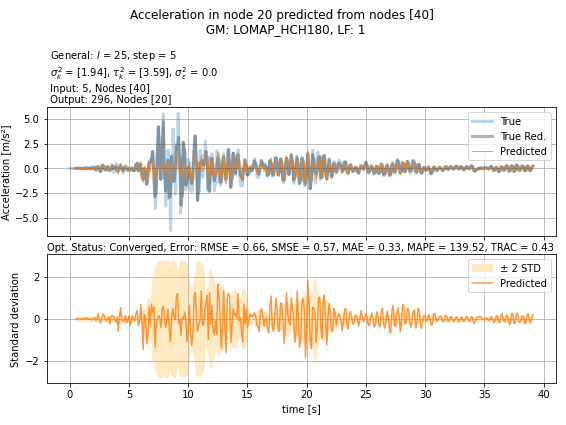 Acceleration in node 20 predicted from nodes [40]
GM: LOMAP_HCH180, LF: 1
General: l = 25, step = 5
σ²ₖ = [1.94], τ²ₖ = [3.59], σ²ε = 0.0
Input: 5, Nodes [40]
Output: 296, Nodes [20]
Acceleration [m/s²]
5.0
2.5
0.0
−2.5
−5.0
True
True Red.
Predicted
Opt. Status: Converged, Error: RMSE = 0.66, SMSE = 0.57, MAE = 0.33, MAPE = 139.52, TRAC = 0.43
Standard deviation
2
0
−2
± 2 STD
Predicted
0 5 10 15 20 25 30 35 40
time [s]